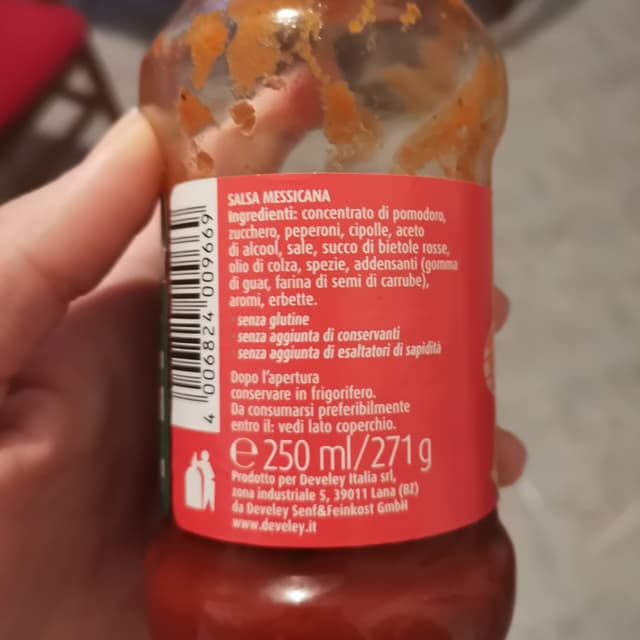 SALSA MESSICANA
Ingredienti: concentrato di pomodoro,
zucchero, peperoni, cipolle, aceto
di alcool, sale, succo di bietole rosse,
olio di colza, spezie, addensanti (gomma
di guar, farina di semi di carrube),
aromi, erbette.
· senza glutine
· senza aggiunta di conservanti
· senza aggiunta di esaltatori di sapidità
Dopo l'apertura
conservare in frigorifero.
Da consumarsi preferibilmente
entro il: vedi lato coperchio.
e 250 ml/271g
Prodotto per Develey Italia srl,
zona industriale 5, 39011 Lana (BZ)
da Develey Senf&Feinkost GmbH
www.develey.it
4 006824 009669